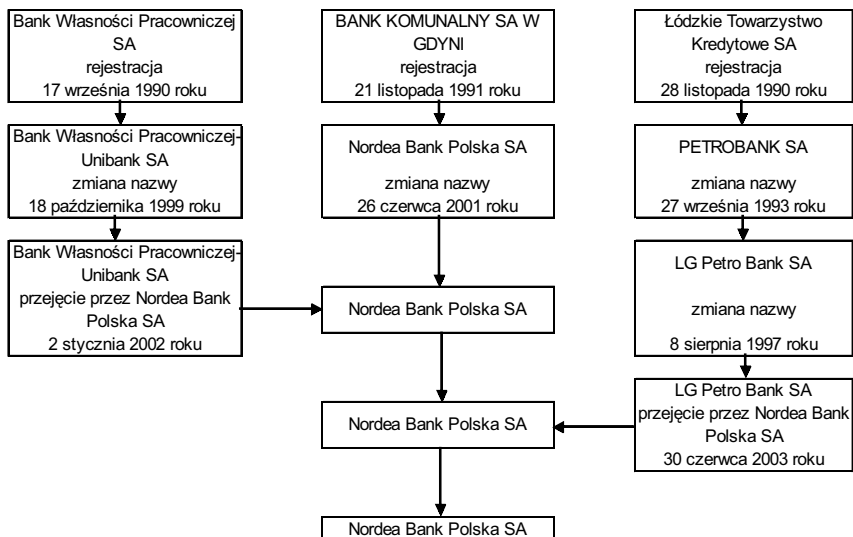 Bank Własności Pracowniczej
SA
rejestracja
17 września 1990 roku
BANK KOMUNALNY SA W
GDYNI
rejestracja
21 listopada 1991 roku
Łódzkie Towarzystwo
Kredytowe SA
rejestracja
28 listopada 1990 roku
Bank Własności Pracowniczej-
Unibank SA
zmiana nazwy
18 października 1999 roku
Nordea Bank Polska SA
zmiana nazwy
26 czerwca 2001 roku
PETROBANK SA
zmiana nazwy
27 września 1993 roku
Bank Własności Pracowniczej-
Unibank SA
przejęcie przez Nordea Bank
Polska SA
2 stycznia 2002 roku
Nordea Bank Polska SA
LG Petro Bank SA
zmiana nazwy
8 sierpnia 1997 roku
Nordea Bank Polska SA
LG Petro Bank SA
przejęcie przez Nordea Bank
Polska SA
30 czerwca 2003 roku
Nordea Bank Polska SA